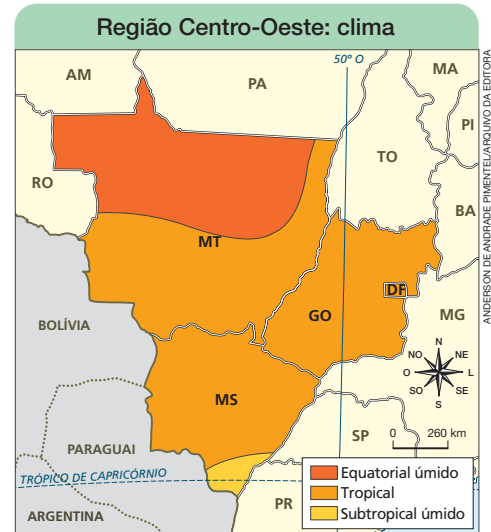 Região Centro-Oeste: clima
50º O
AM
PA
MA
PI
TO
RO
BA
MT
DF
GO
BOLÍVIA
MG
N
NO
NE
O
L
SO
SE
S
MS
SP
0 260 km
PARAGUAI
TRÓPICO DE CAPRICÓRNIO
PR
ARGENTINA
Equatorial úmido
Tropical
Subtropical úmido
ANDERSON DE ANDRADE PIMENTEL/ARQUIVO DA EDITORA